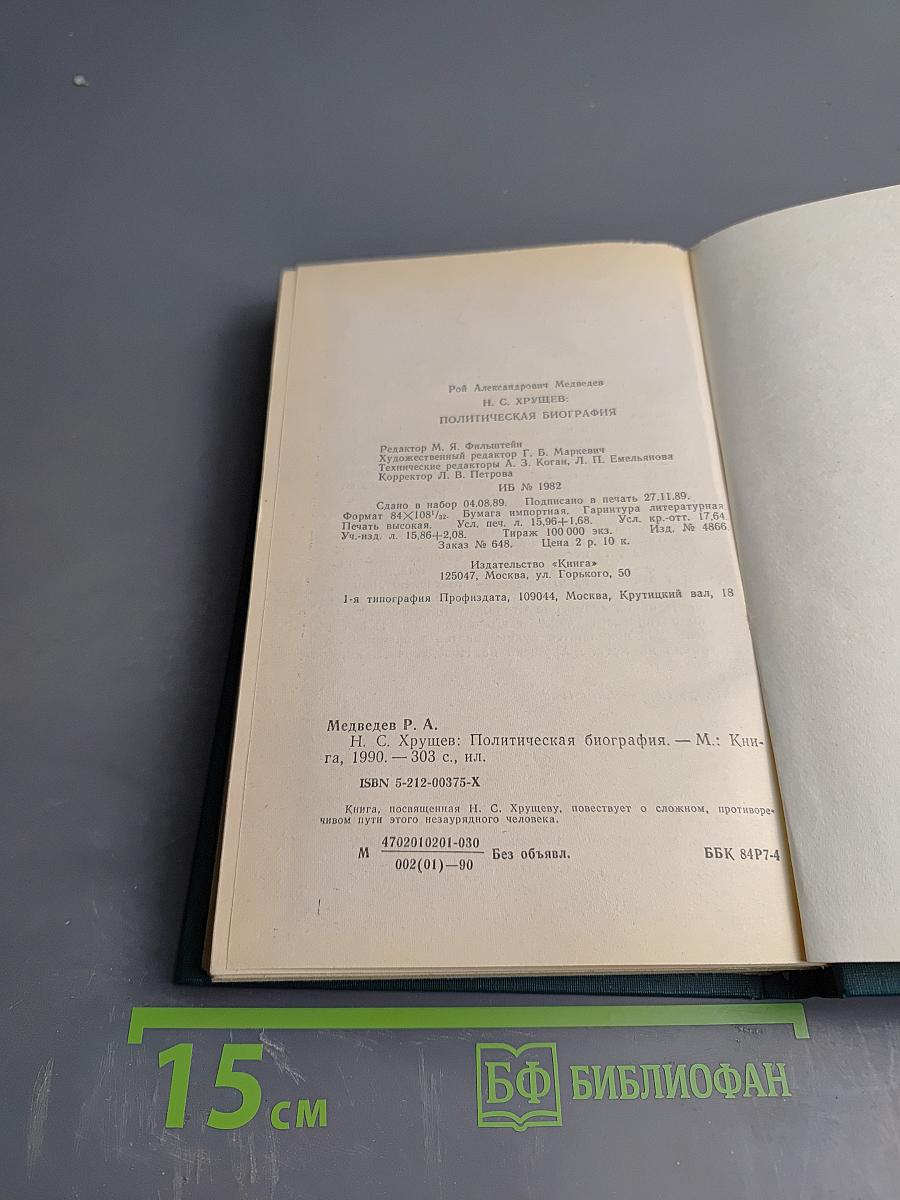 Рой Александрович Медведев
Н. С. ХРУЩЕВ:
ПОЛИТИЧЕСКАЯ БИОГРАФИЯ
Редактор М. Я. Фильштейн
Художественный редактор Г. Б. Маркевич
Технические редакторы А. З. Коган, Л. П. Емельянова
Корректор Л. В. Петрова
ИБ № 1982
Сдано в набор 04.08.89. Подписано в печать 27.11.89.
Формат 84×108¹/₃₂. Бумага импортная. Гарнитура литературная.
Печать высокая. Усл. печ. л. 15,96+1,68. Усл. кр.-отт. 17,64.
Уч.-изд. л. 15,86+2,08. Тираж 100 000 экз. Изд. № 4866.
Заказ № 648. Цена 2 р. 10 к.
Издательство «Книга»
125047, Москва, ул. Горького, 50
1-я типография Профиздата, 109044, Москва, Крутицкий вал, 18
Медведев Р. А.
Н. С. Хрущев: Политическая биография. — М.: Кни-
га, 1990. — 303 с., ил.
ISBN 5-212-00375-X
Книга, посвященная Н. С. Хрущеву, повествует о сложном, противоре-
чивом пути этого незаурядного человека.
М 4702010201-030 / 002(01)—90 Без объявл. ББК 84Р7-4
15 см
БФ БИБЛИОФАН